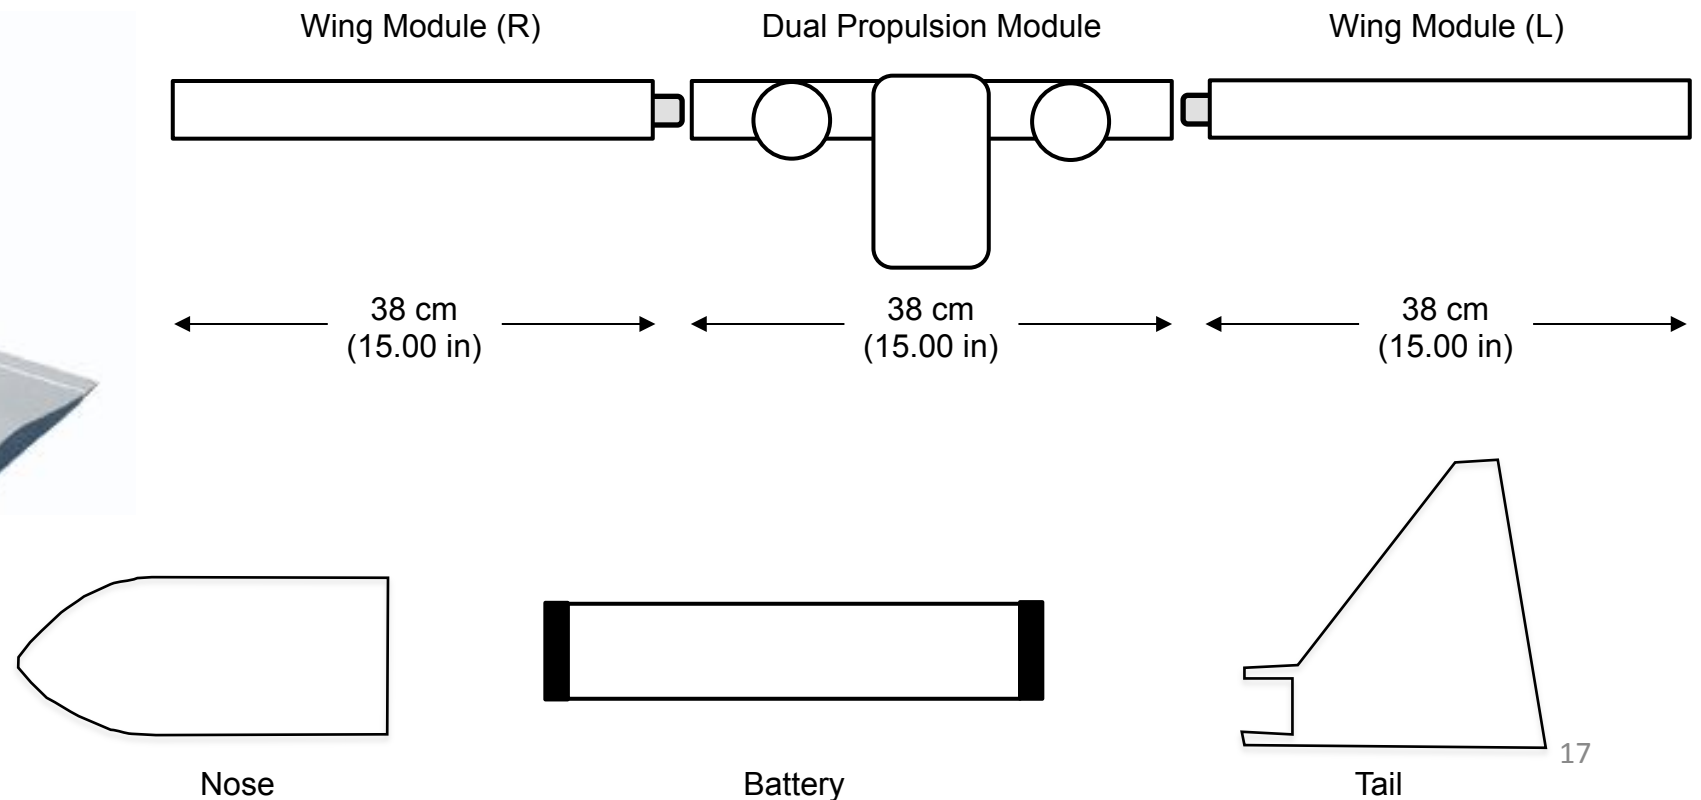 Wing Module (R)
Dual Propulsion Module
Wing Module (L)
38 cm
(15.00 in)
38 cm
(15.00 in)
38 cm
(15.00 in)
Nose
Battery
Tail
17